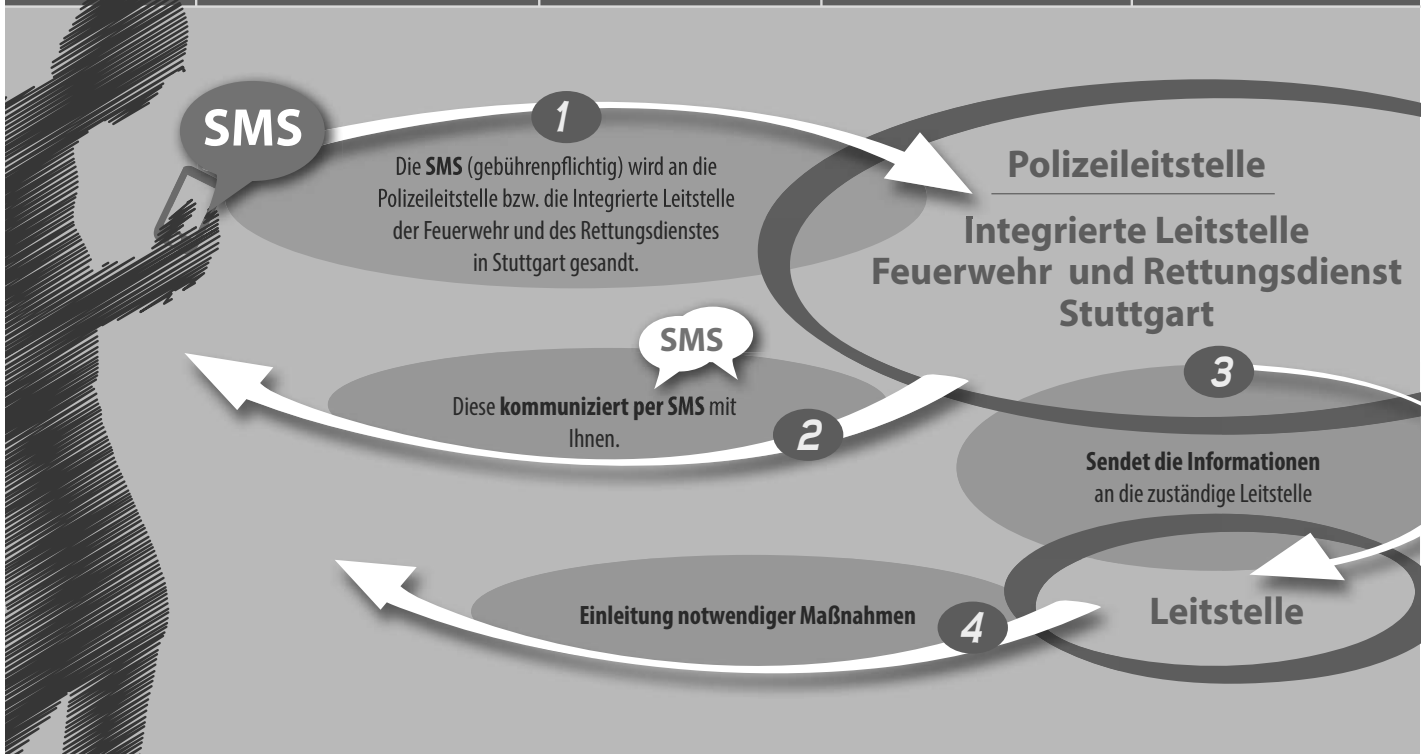 SMS
1
Die SMS (gebührenpflichtig) wird an die
Polizeileitstelle bzw. die Integrierte Leitstelle
der Feuerwehr und des Rettungsdienstes
in Stuttgart gesandt.
Polizeileitstelle
Integrierte Leitstelle
Feuerwehr und Rettungsdienst
Stuttgart
SMS
Diese kommuniziert per SMS mit
Ihnen.
2
3
Sendet die Informationen
an die zuständige Leitstelle
Einleitung notwendiger Maßnahmen
4
Leitstelle